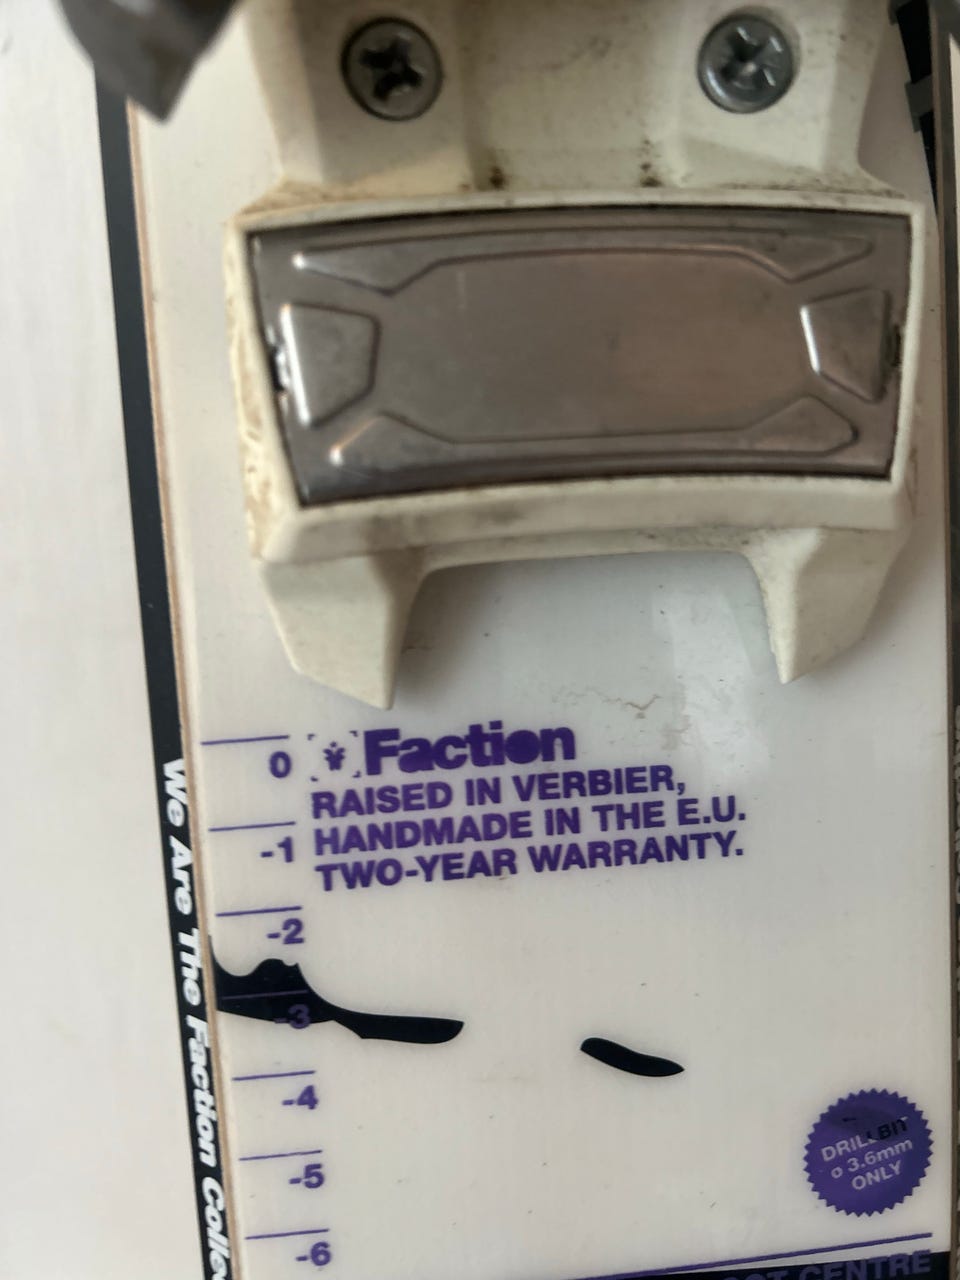 0
Faction
RAISED IN VERBIER,
-1
HANDMADE IN THE E.U.
TWO-YEAR WARRANTY.
-2
-3
-4
DRILL BIT
ø 3.6mm
ONLY
-5
-6
CENTRE
We Are The Faction Colle